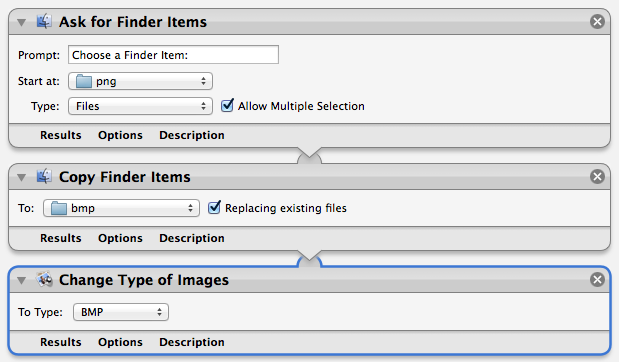 Ask for Finder Items
Prompt: Choose a Finder Item:
Start at: png
Type: Files Allow Multiple Selection
Results Options Description
Copy Finder Items
To: bmp Replacing existing files
Results Options Description
Change Type of Images
To Type: BMP
Results Options Description